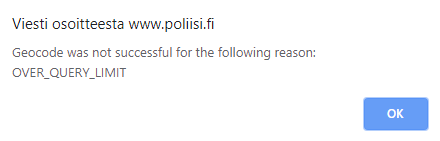 Viesti osoitteesta www.poliisi.fi
Geocode was not successful for the following reason:
OVER_QUERY_LIMIT
OK